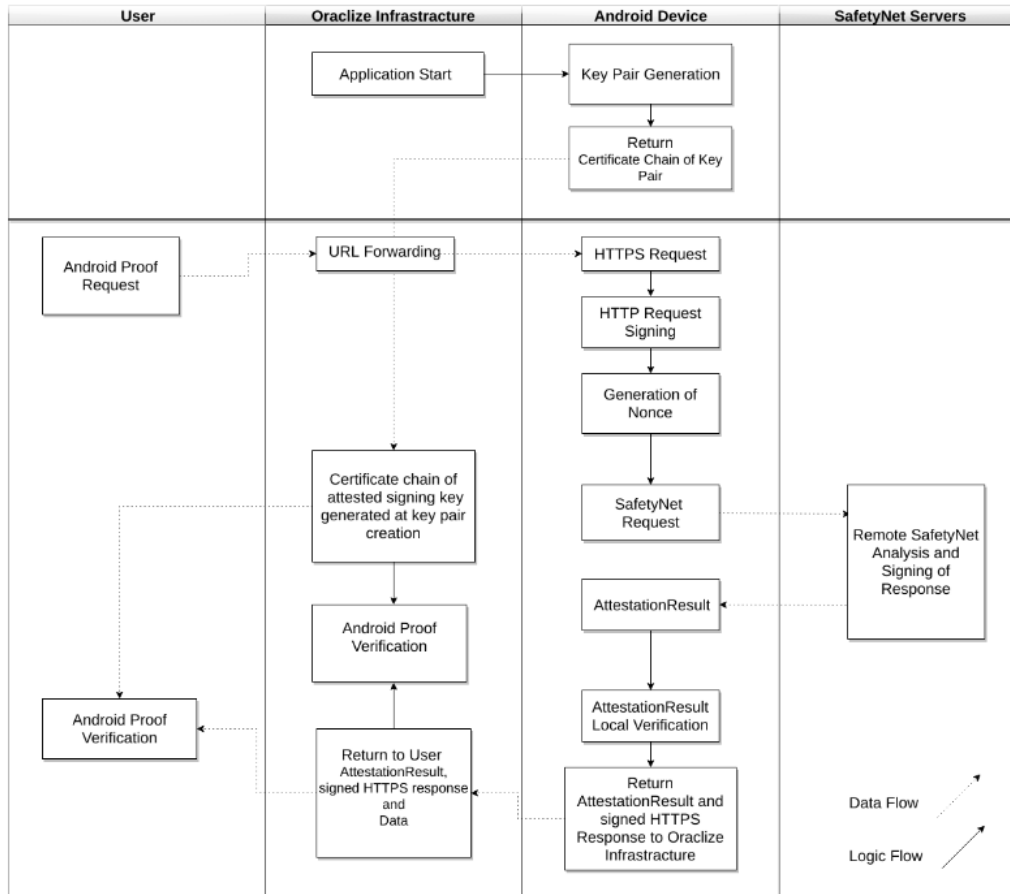 User
Oraclize Infrastracture
Android Device
SafetyNet Servers
Application Start
Key Pair Generation
Return
Certificate Chain of Key
Pair
Android Proof
Request
URL Forwarding
HTTPS Request
HTTP Request
Signing
Generation of
Nonce
Certificate chain of
attested signing key
generated at key pair
creation
SafetyNet
Request
Remote SafetyNet
Analysis and
Signing of
Response
AttestationResult
Android Proof
Verification
Android Proof
Verification
AttestationResult
Local Verification
Return to User
AttestationResult,
signed HTTPS response
and
Data
Return
AttestationResult and
signed HTTPS
Response to Oraclize
Infrastracture
Data Flow
Logic Flow